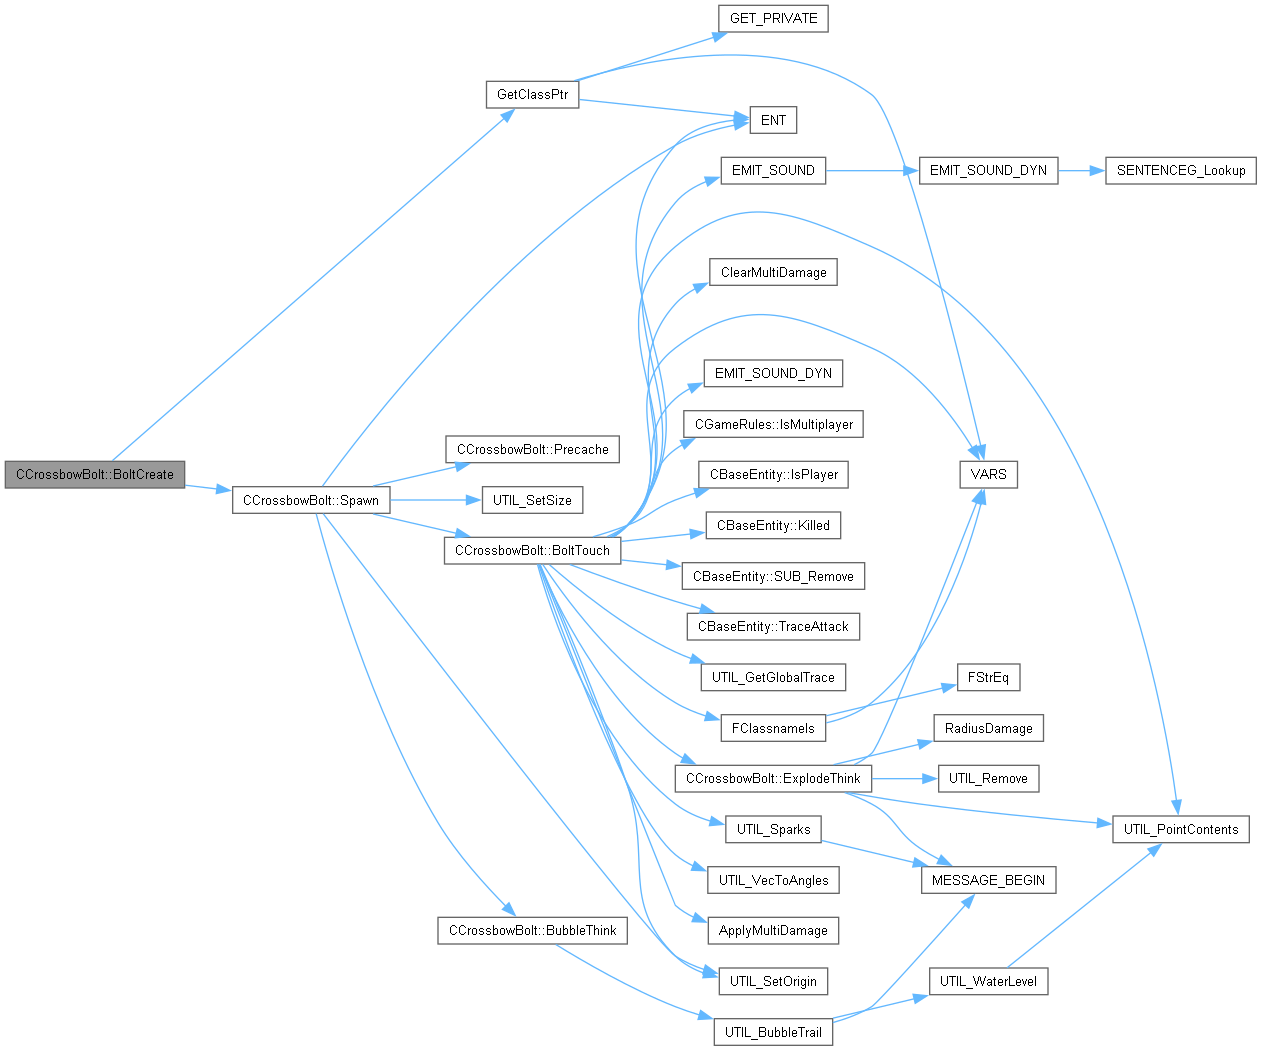 GET_PRIVATE
GetClassPtr
ENT
EMIT_SOUND
EMIT_SOUND_DYN
SENTENCEG_Lookup
ClearMultiDamage
EMIT_SOUND_DYN
CGameRules::IsMultiplayer
CCrossbowBolt::Precache
CBaseEntity::IsPlayer
VARS
CCrossbowBolt::BoltCreate
CCrossbowBolt::Spawn
UTIL_SetSize
CBaseEntity::Killed
CCrossbowBolt::BoltTouch
CBaseEntity::SUB_Remove
CBaseEntity::TraceAttack
UTIL_GetGlobalTrace
FStrEq
FClassnameIs
RadiusDamage
CCrossbowBolt::ExplodeThink
UTIL_Remove
UTIL_Sparks
UTIL_PointContents
UTIL_VecToAngles
MESSAGE_BEGIN
CCrossbowBolt::BubbleThink
ApplyMultiDamage
UTIL_SetOrigin
UTIL_WaterLevel
UTIL_BubbleTrail